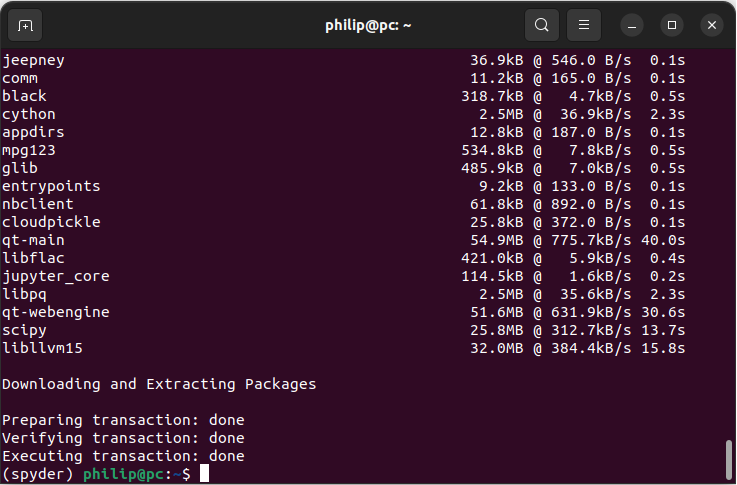 philip@pc: ~
jeepney 36.9kB @ 546.0 B/s 0.1s
comm 11.2kB @ 165.0 B/s 0.1s
black 318.7kB @ 4.7kB/s 0.5s
cython 2.5MB @ 36.9kB/s 2.3s
appdirs 12.8kB @ 187.0 B/s 0.1s
mpg123 534.8kB @ 7.8kB/s 0.5s
glib 485.9kB @ 7.0kB/s 0.5s
entrypoints 9.2kB @ 133.0 B/s 0.1s
nbclient 61.8kB @ 892.0 B/s 0.1s
cloudpickle 25.8kB @ 372.0 B/s 0.1s
qt-main 54.9MB @ 775.7kB/s 40.0s
libflac 421.0kB @ 5.9kB/s 0.4s
jupyter_core 114.5kB @ 1.6kB/s 0.2s
libpq 2.5MB @ 35.6kB/s 2.3s
qt-webengine 51.6MB @ 631.9kB/s 30.6s
scipy 25.8MB @ 312.7kB/s 13.7s
libllvm15 32.0MB @ 384.4kB/s 15.8s
Downloading and Extracting Packages
Preparing transaction: done
Verifying transaction: done
Executing transaction: done
(spyder) philip@pc:~$